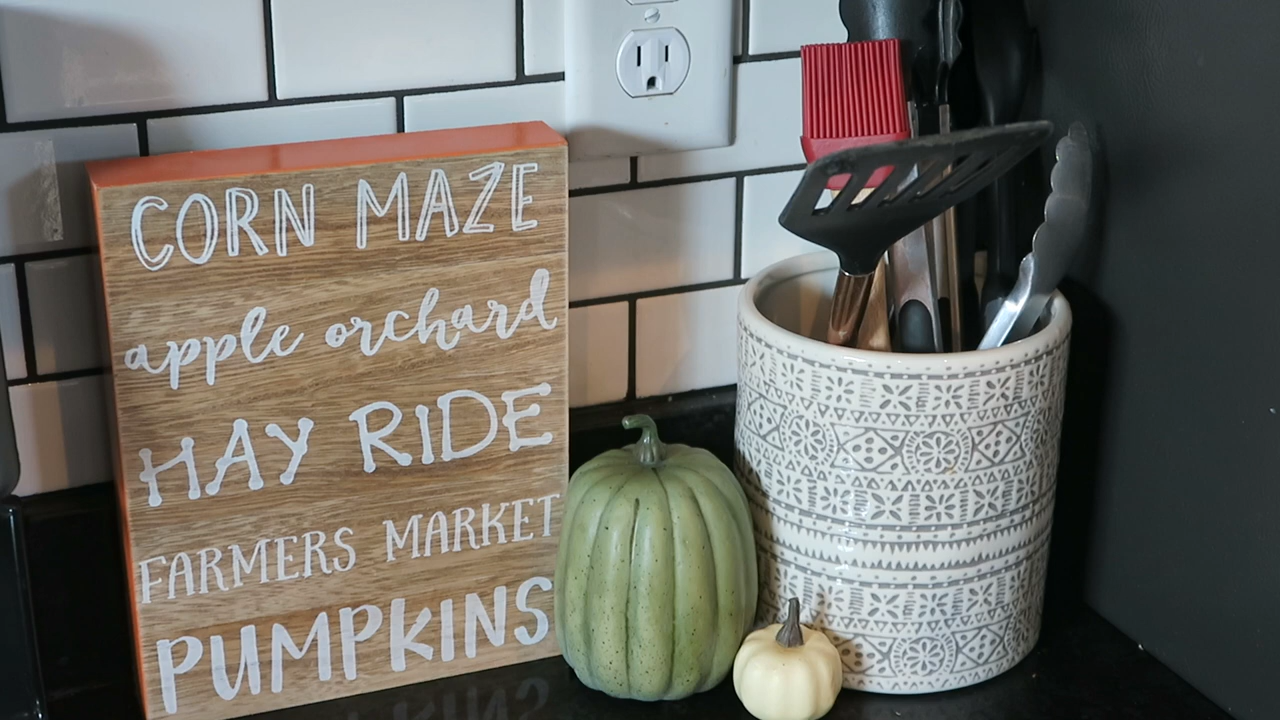 CORN MAZE
apple orchard
HAY RIDE
FARMERS MARKET
PUMPKINS